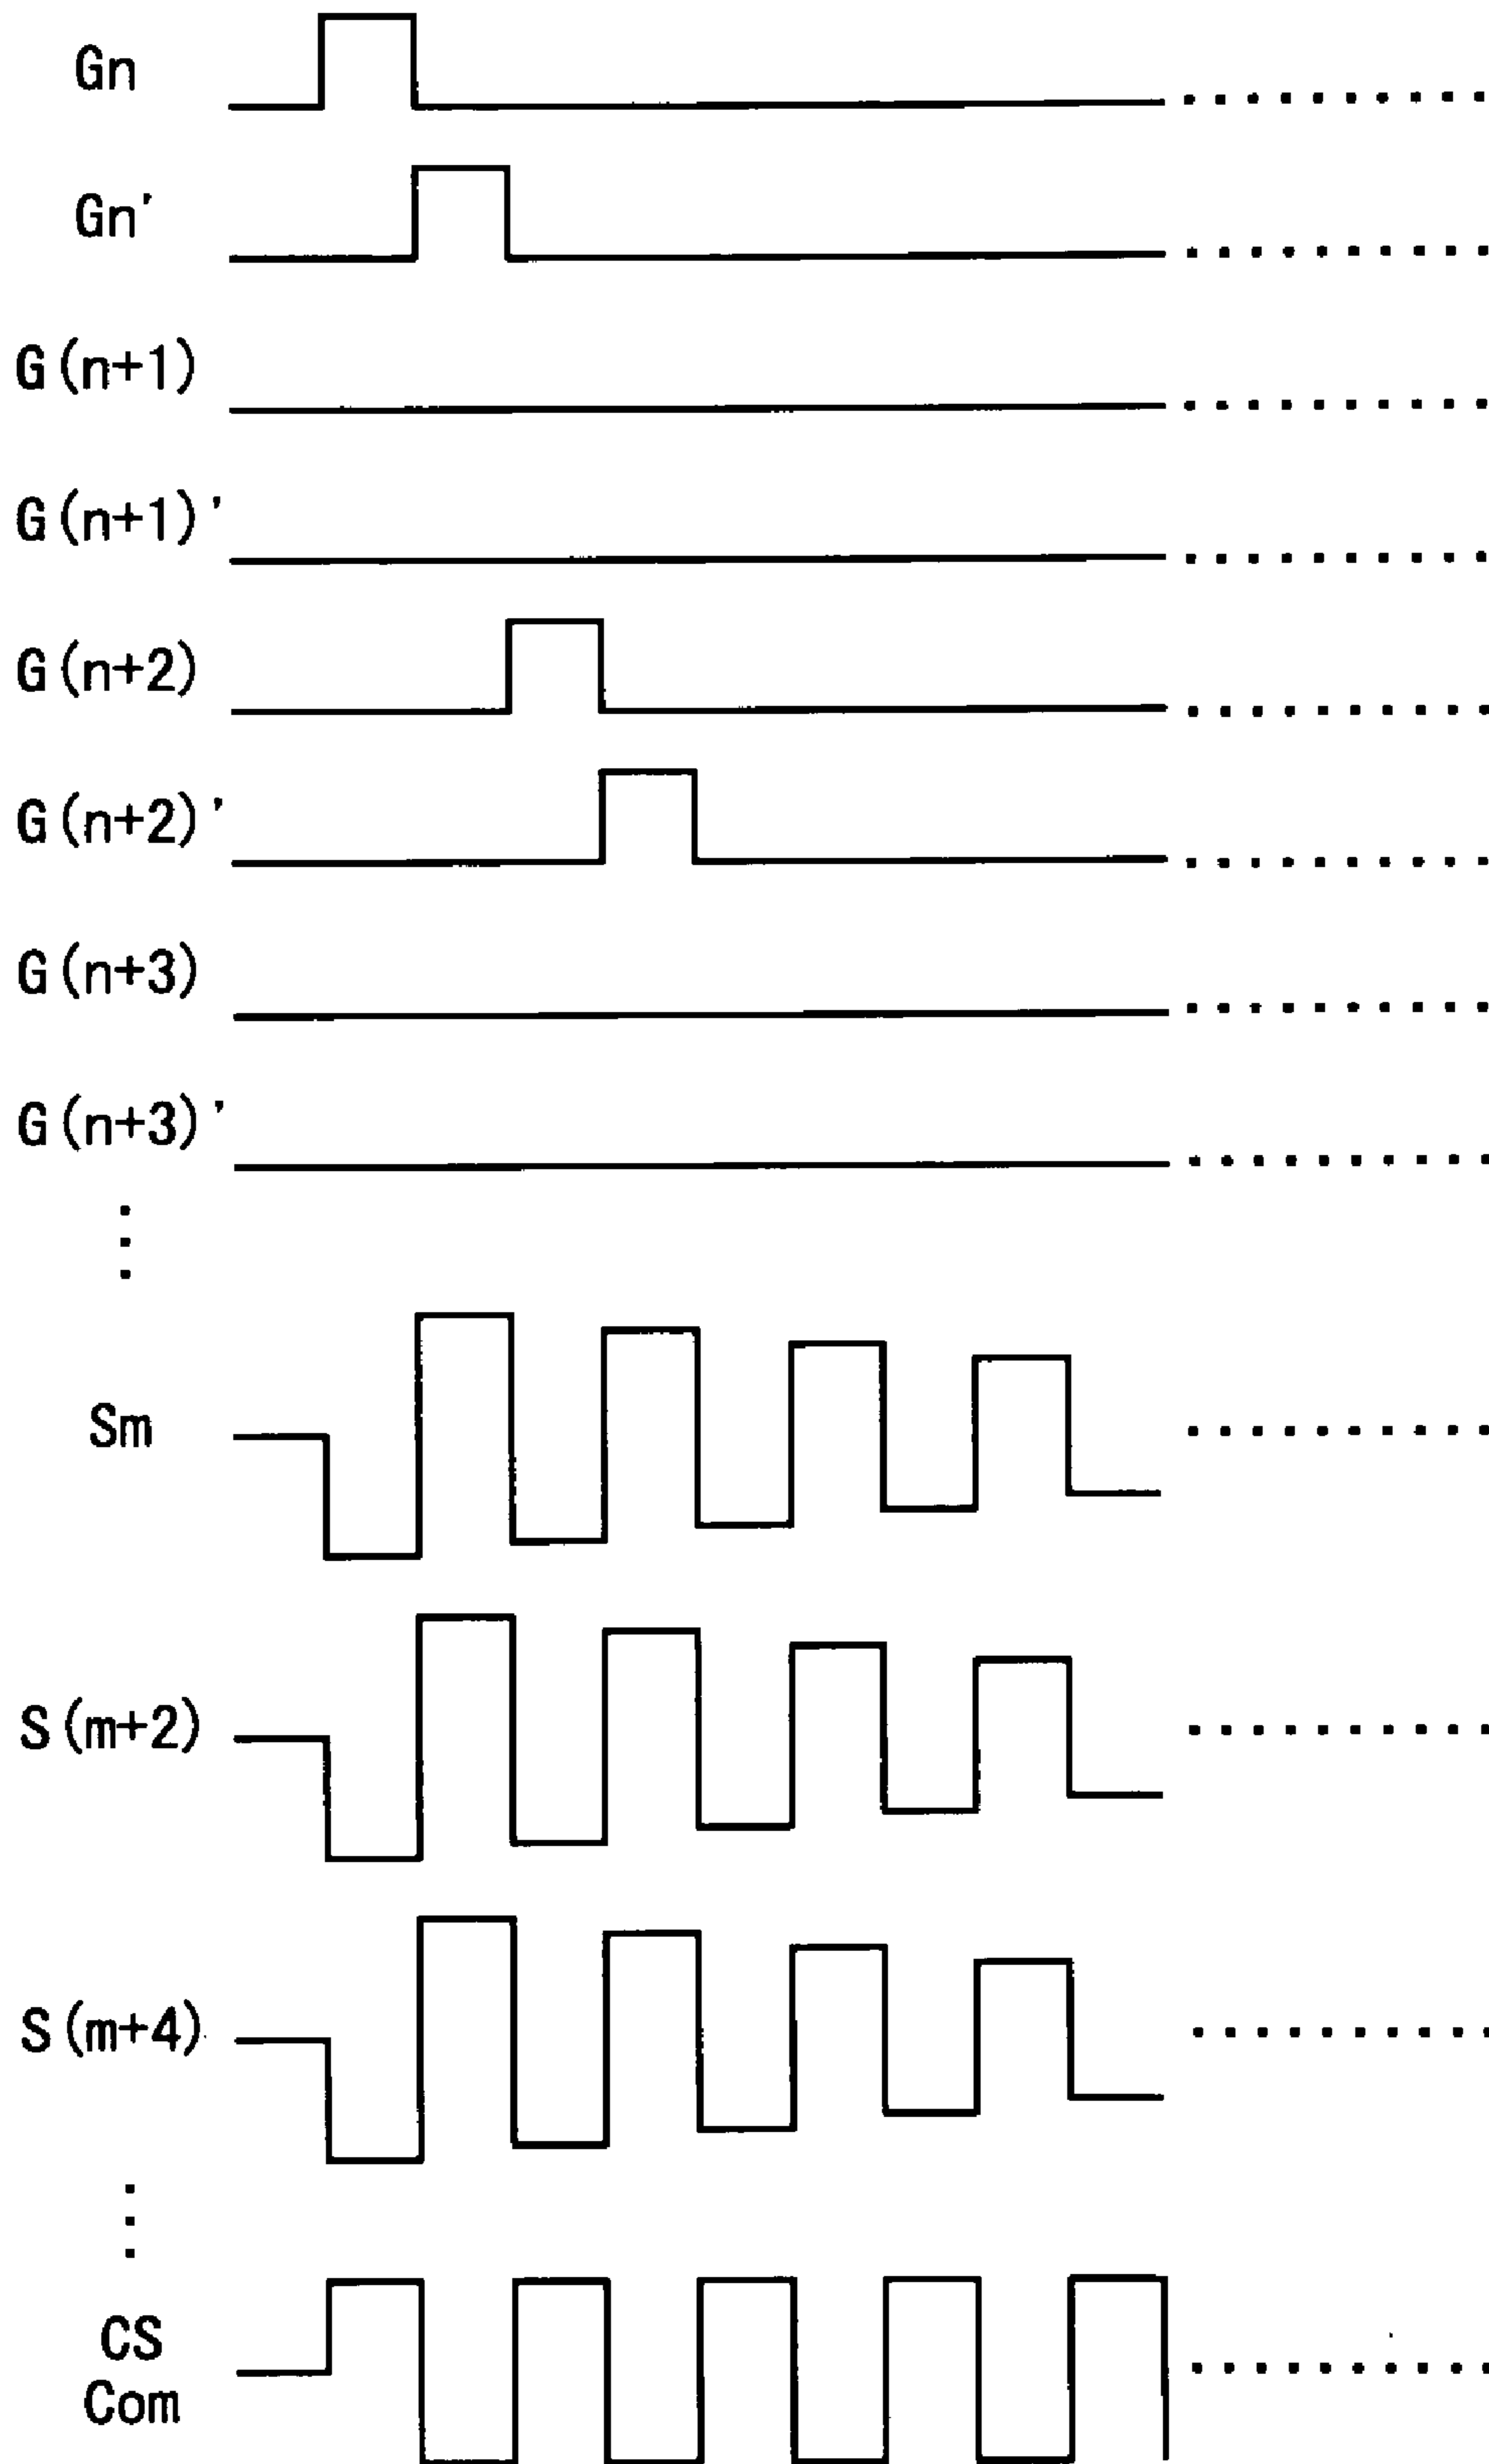 Gn
Gn'
G(n+1)
G(n+1)'
G(n+2)
G(n+2)'
G(n+3)
G(n+3)'
Sm
S(m+2)
S(m+4)
CS
Com